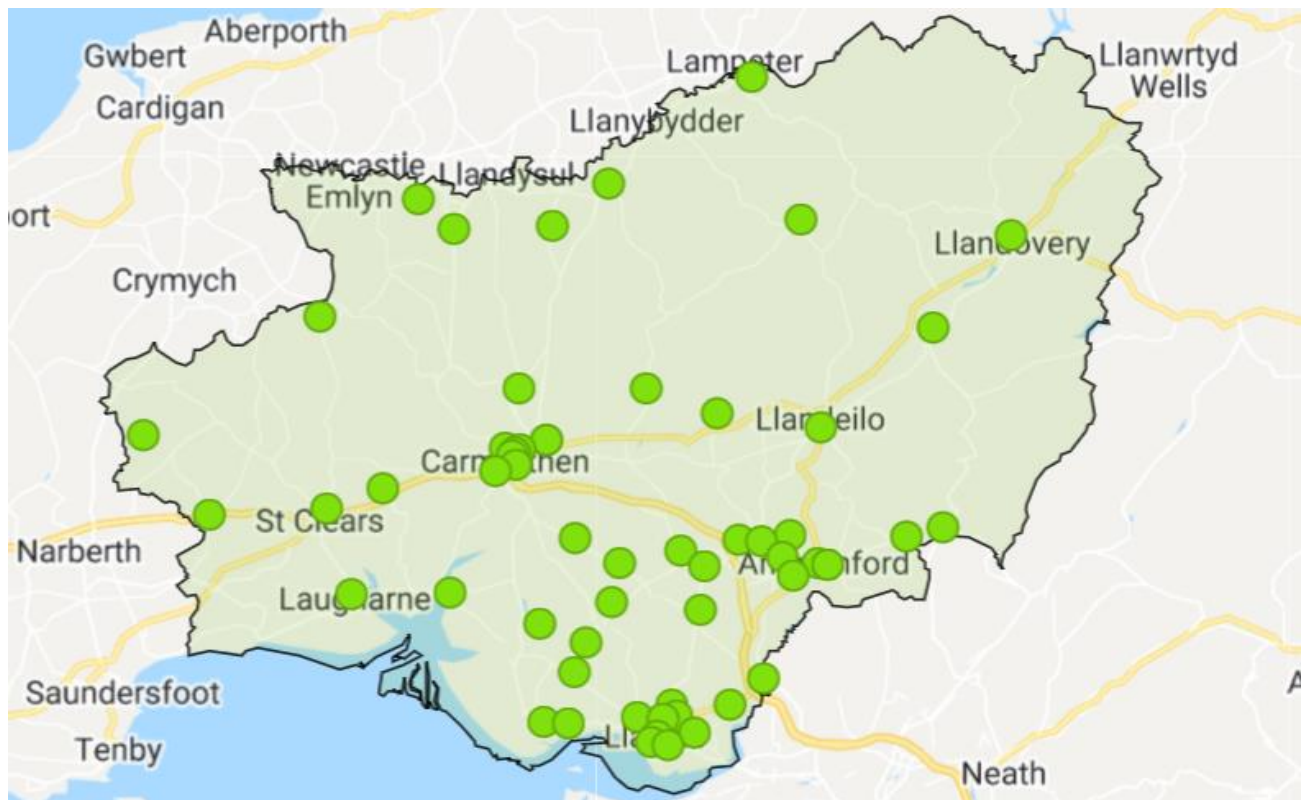 Aberporth
Gwbert
Cardigan
Lampeter
Llanwrtyd
Wells
Llanybydder
Newcastle
Emlyn
Llandysul
ort
Llandovery
Crymych
Llandeilo
Carmarthen
St Clears
Narberth
Ammanford
Laugharne
Saundersfoot
A
Tenby
Lla
Neath